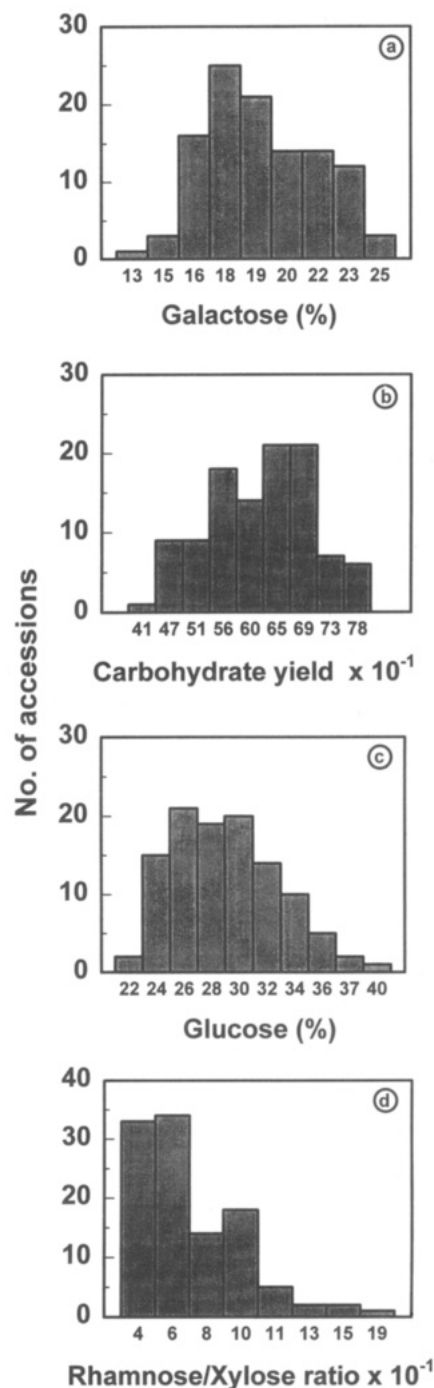 No. of accessions
30
ⓐ
20
10
0
13 15 16 18 19 20 22 23 25
Galactose (%)
30
ⓑ
20
10
0
41 47 51 56 60 65 69 73 78
Carbohydrate yield x 10⁻¹
30
ⓒ
20
10
0
22 24 26 28 30 32 34 36 37 40
Glucose (%)
40
ⓓ
30
20
10
0
4 6 8 10 11 13 15 19
Rhamnose/Xylose ratio x 10⁻¹